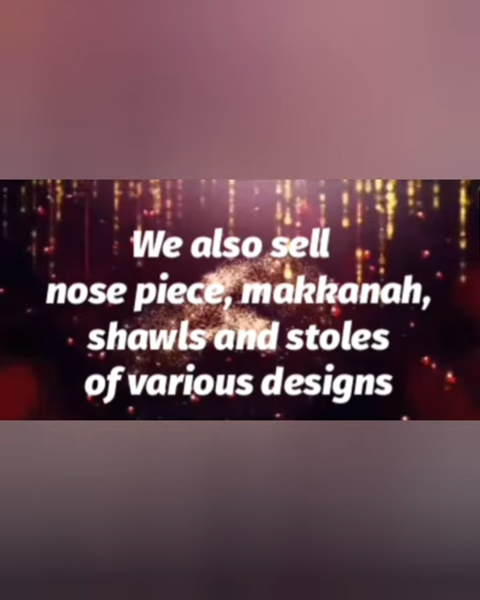 We also sell
nose piece, makkanah,
shawls and stoles
of various designs